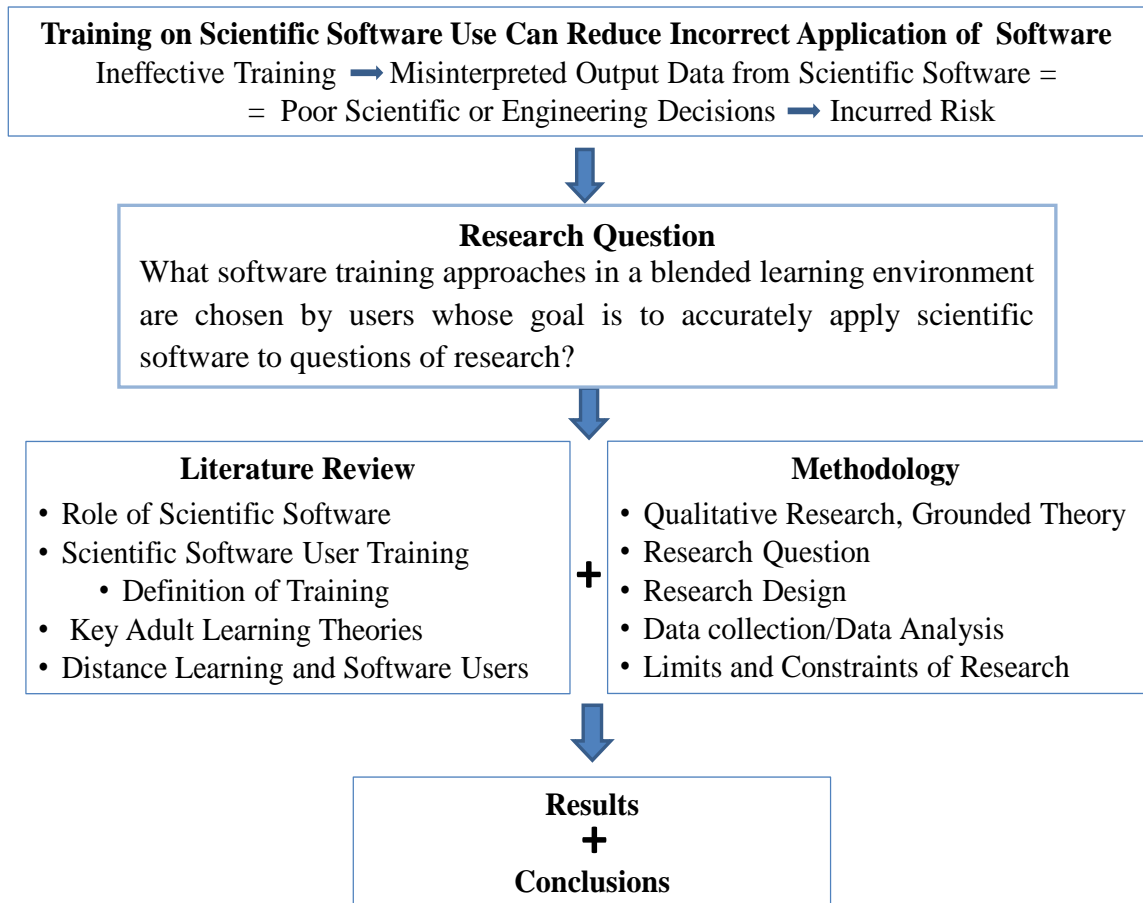 Training on Scientific Software Use Can Reduce Incorrect Application of Software
Ineffective Training ➡ Misinterpreted Output Data from Scientific Software =
= Poor Scientific or Engineering Decisions ➡ Incurred Risk
Research Question
What software training approaches in a blended learning environment
are chosen by users whose goal is to accurately apply scientific
software to questions of research?
Literature Review
• Role of Scientific Software
• Scientific Software User Training
• Definition of Training
• Key Adult Learning Theories
• Distance Learning and Software Users
+
Methodology
• Qualitative Research, Grounded Theory
• Research Question
• Research Design
• Data collection/Data Analysis
• Limits and Constraints of Research
Results
+
Conclusions